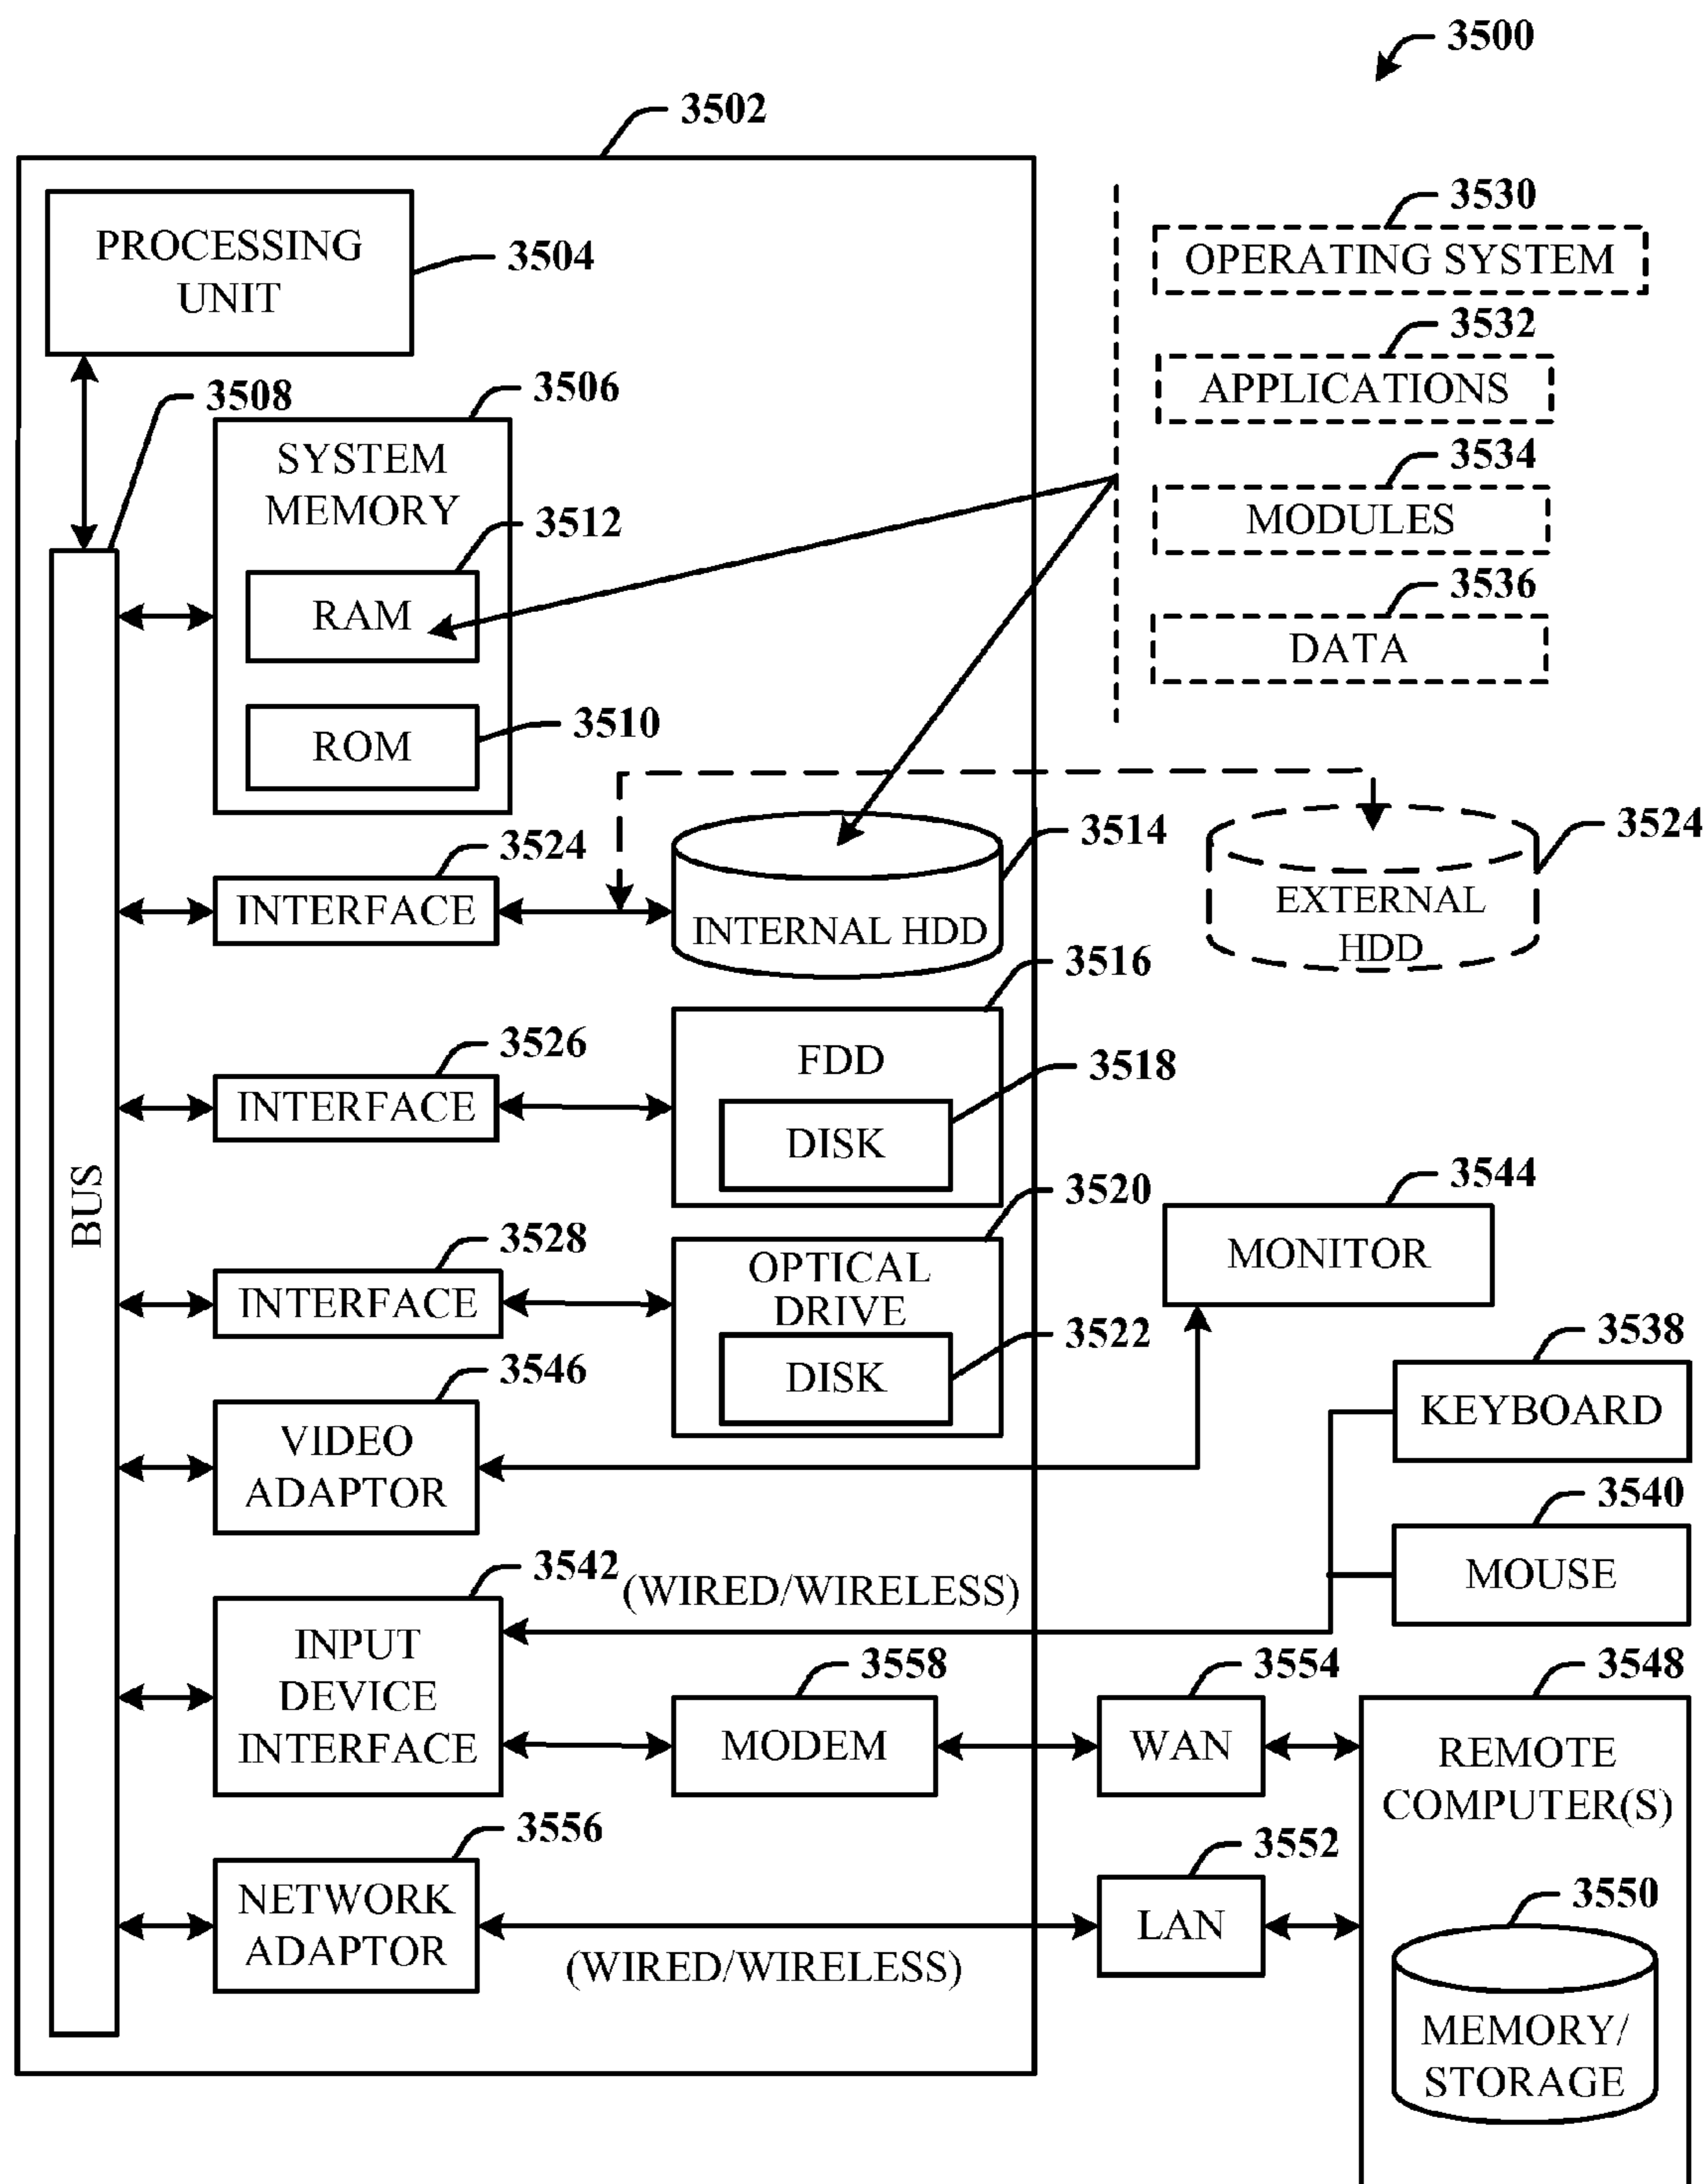 3500
3502
PROCESSING
UNIT
3504
3530
OPERATING SYSTEM
3532
APPLICATIONS
3534
MODULES
3536
DATA
3508
3506
SYSTEM
MEMORY
3512
RAM
3510
ROM
BUS
3524
INTERFACE
3514
INTERNAL HDD
3524
EXTERNAL
HDD
3526
INTERFACE
3516
FDD
3518
DISK
3528
INTERFACE
3520
OPTICAL
DRIVE
3522
DISK
3544
MONITOR
3546
VIDEO
ADAPTOR
3538
KEYBOARD
3540
MOUSE
3542
(WIRED/WIRELESS)
INPUT
DEVICE
INTERFACE
3558
MODEM
3554
WAN
3548
REMOTE
COMPUTER(S)
3556
NETWORK
ADAPTOR
(WIRED/WIRELESS)
3552
LAN
3550
MEMORY/
STORAGE